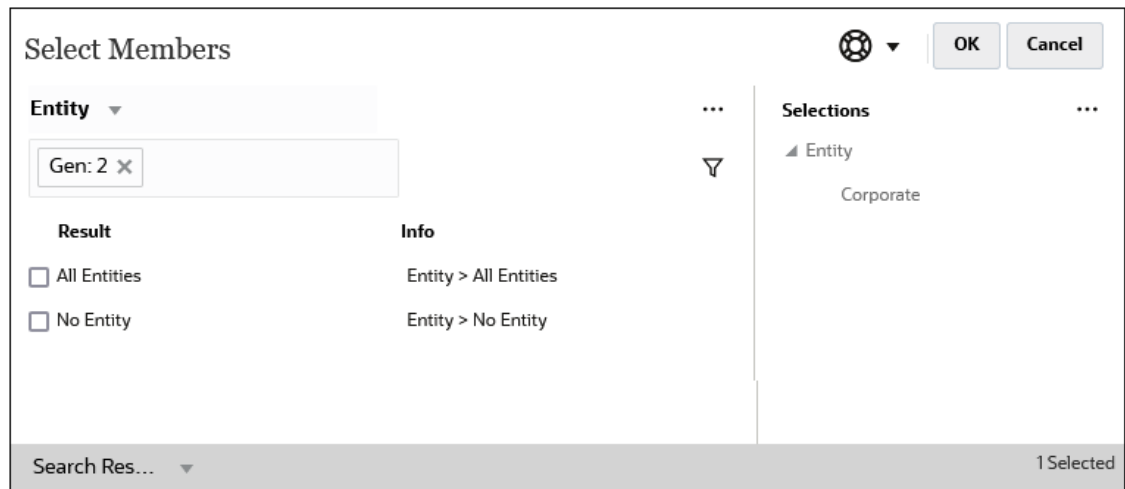 Select Members
OK
Cancel
Entity
...
Gen: 2
Result
Info
All Entities
Entity > All Entities
No Entity
Entity > No Entity
Selections
...
Entity
Corporate
Search Res...
1 Selected